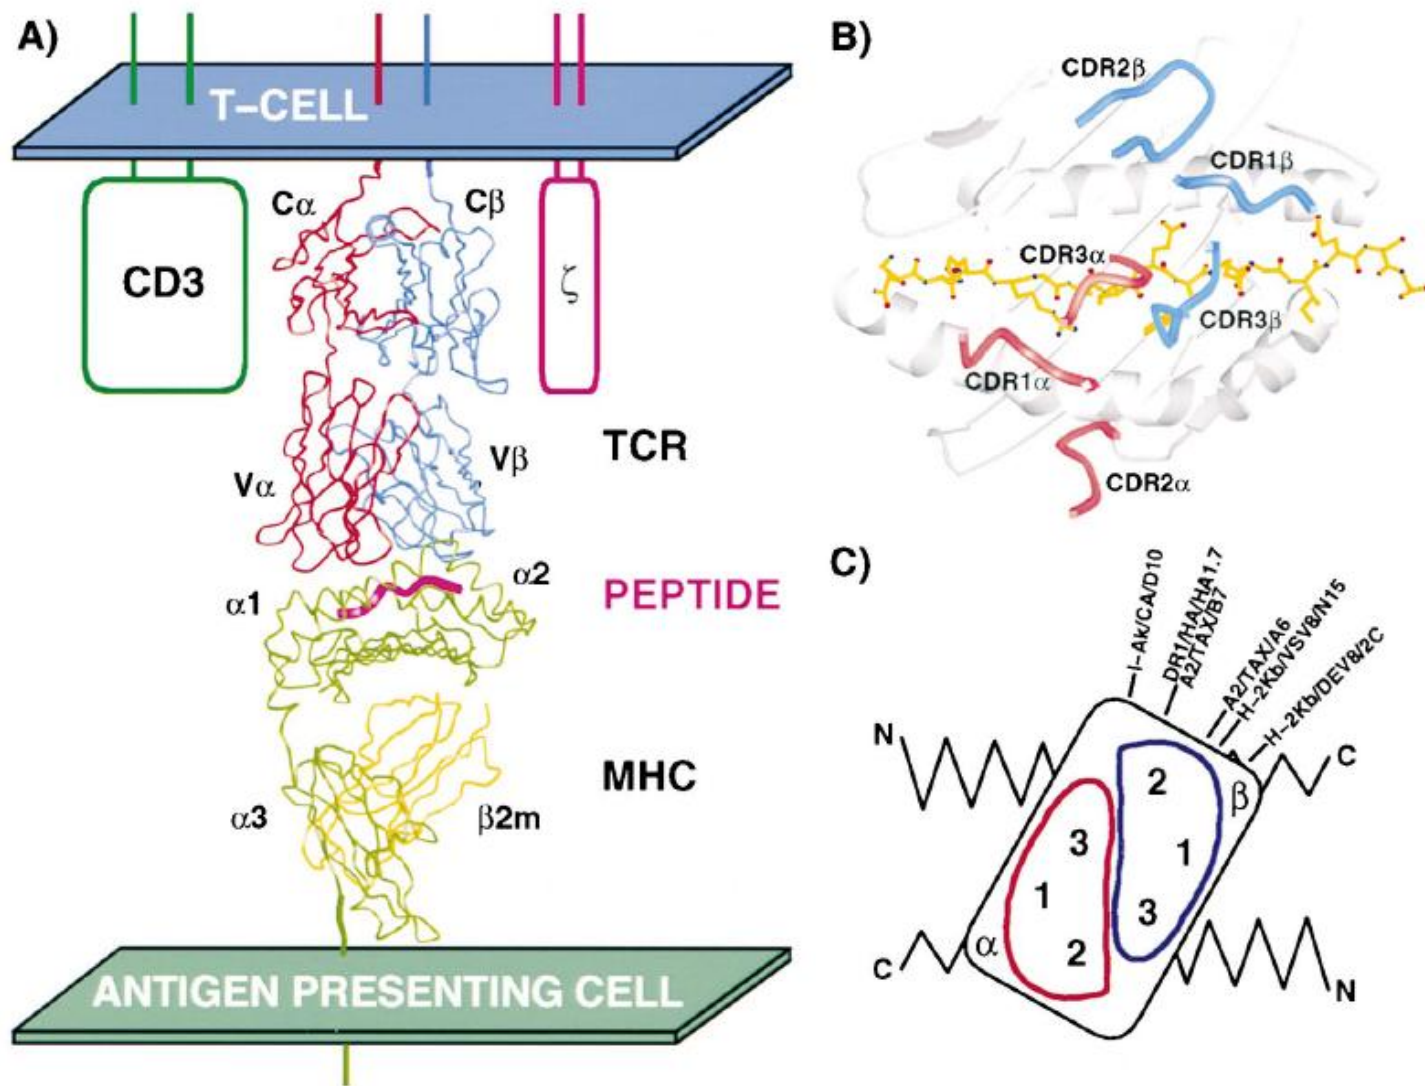 A)
T-CELL
Cα
Cβ
CD3
ζ
TCR
Vα
Vβ
α1
α2
PEPTIDE
MHC
α3
β2m
ANTIGEN PRESENTING CELL
B)
CDR2β
CDR1β
CDR3α
CDR3β
CDR1α
CDR2α
C)
I-Ak/CA/D10
DR1/HA/HA1.7
A2/TAX/B7
A2/TAX/A6
H-2Kb/VSV8/N15
H-2Kb/DEV8/2C
N
C
2
β
3
1
1
3
α
2
C
N